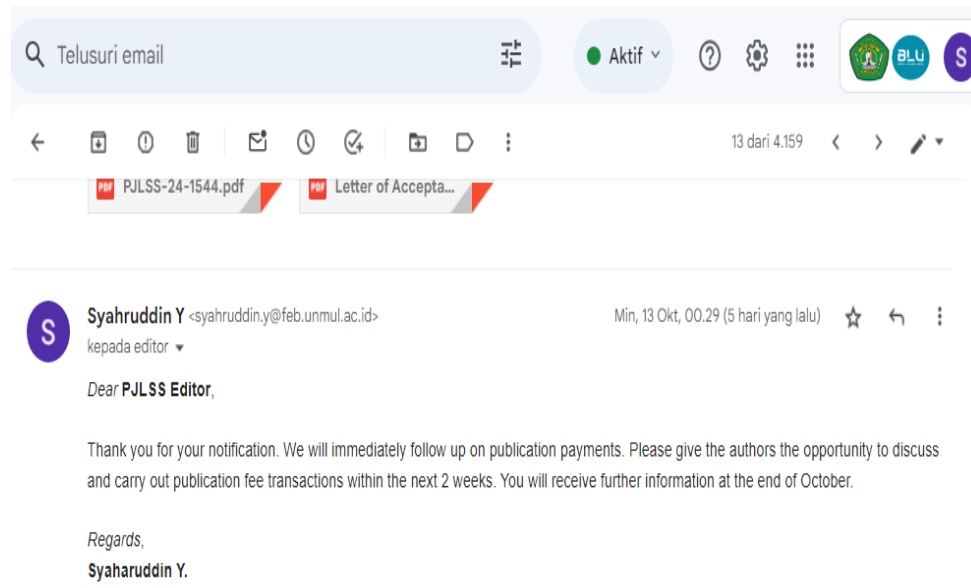 Telusuri email
Aktif
BLU
S
13 dari 4.159
PDF PJLSS-24-1544.pdf
PDF Letter of Accepta...
S
Syahruddin Y <syahruddin.y@feb.unmul.ac.id>
Min, 13 Okt, 00.29 (5 hari yang lalu)
kepada editor
Dear PJLSS Editor,
Thank you for your notification. We will immediately follow up on publication payments. Please give the authors the opportunity to discuss
and carry out publication fee transactions within the next 2 weeks. You will receive further information at the end of October.
Regards,
Syaharuddin Y.